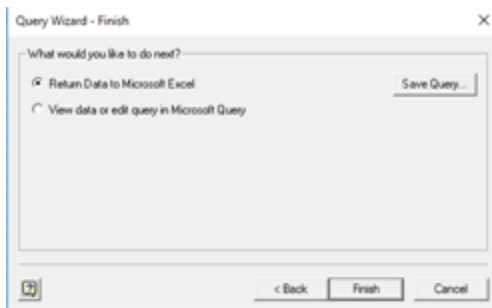 Query Wizard - Finish
What would you like to do next?
Return Data to Microsoft Excel
Save Query...
View data or edit query in Microsoft Query
< Back
Finish
Cancel